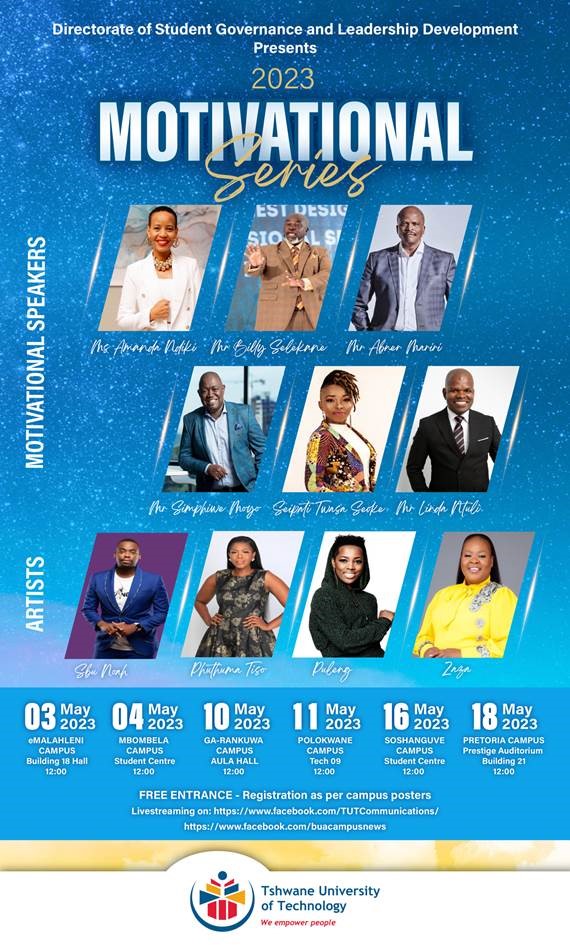 Directorate of Student Governance and Leadership Development
Presents
2023
MOTIVATIONAL
Series
MOTIVATIONAL SPEAKERS
EST DESIG
Ms Amanda Ndiki
Mr Billy Selekane
Mr Abner Mariri
Mr Simphiwe Moyo
Seipati Twasa Seoke
Mr Linda Ntuli
ARTISTS
Sbu Noah
Phuthuma Tiso
Puleng
Zaza
03 May 2023
eMALAHLENI
CAMPUS
Building 18 Hall
12:00
04 May 2023
MBOMBELA
CAMPUS
Student Centre
12:00
10 May 2023
GA-RANKUWA
CAMPUS
AULA HALL
12:00
11 May 2023
POLOKWANE
CAMPUS
Tech 09
12:00
16 May 2023
SOSHANGUVE
CAMPUS
Student Centre
12:00
18 May 2023
PRETORIA CAMPUS
Prestige Auditorium
Building 21
12:00
FREE ENTRANCE - Registration as per campus posters
Livestreaming on: https://www.facebook.com/TUTCommunications/
https://www.facebook.com/buacampusnews
Tshwane University
of Technology
We empower people